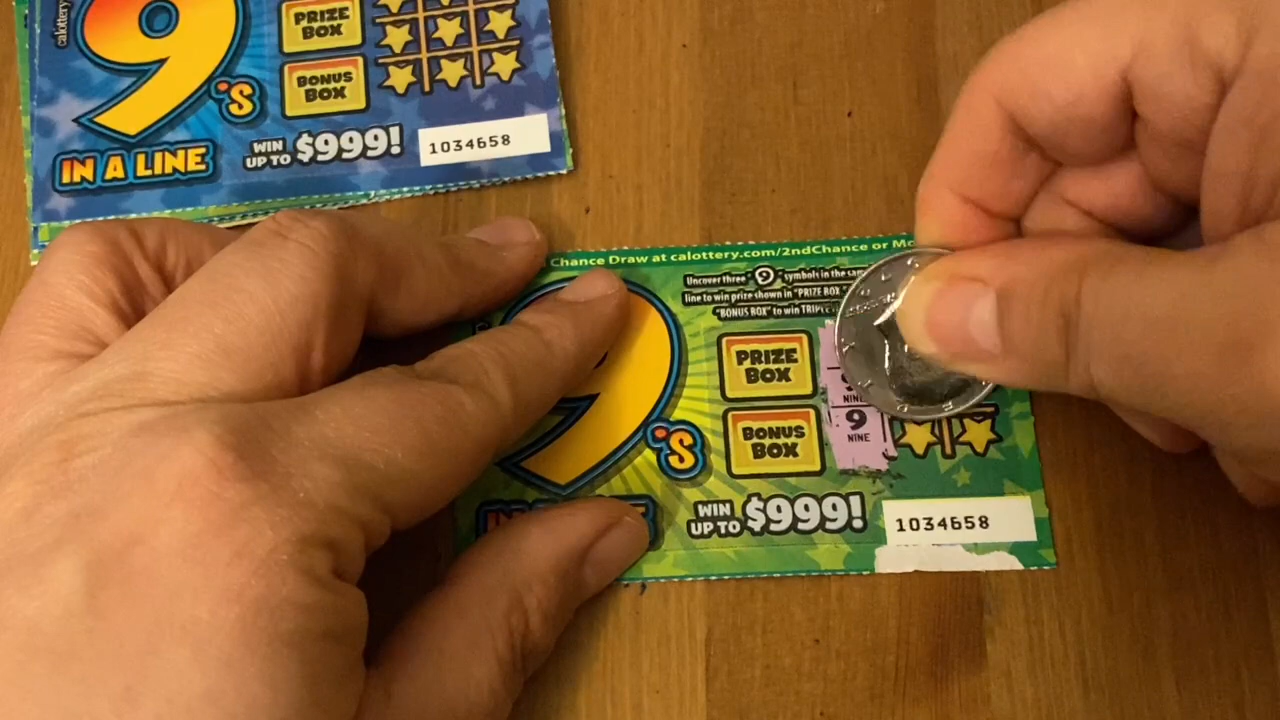 calottery
9
'S
IN A LINE
PRIZE
BOX
BONUS
BOX
WIN
UP TO $999!
1034658
Chance Draw at calottery.com/2ndChance or Mo
Uncover three "9" symbols in the sam
line to win prize shown in "PRIZE BOX."
"BONUS BOX" to win TRIPLE
9
'S
PRIZE
BOX
BONUS
BOX
9
NINE
WIN
UP TO $999!
1034658